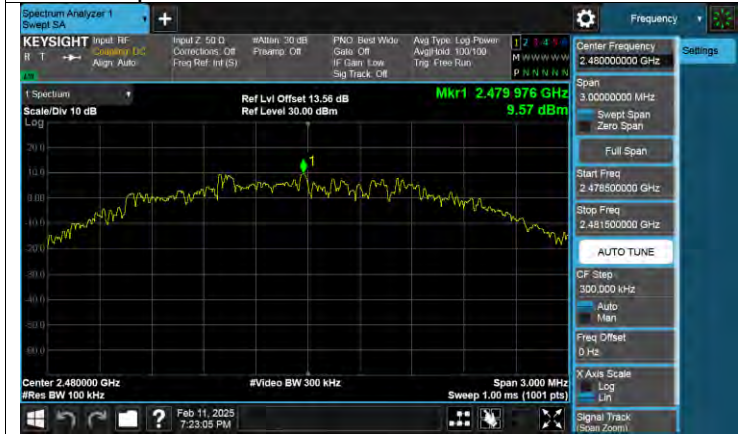 Spectrum Analyzer 1
Swept SA
+
Frequency
KEYSIGHT
R T
Input: RF
Coupling: DC
Align: Auto
Input Z: 50 Ω
Corrections: Off
Freq Ref: Int (S)
#Atten: 30 dB
Preamp: Off
PNO: Best Wide
Gate: Off
IF Gain: Low
Sig Track: Off
Avg Type: Log-Power
Avg|Hold: 100/100
Trig: Free Run
1 2 3 4 5 6
M W W W W W
P N N N N N
1 Spectrum
Scale/Div 10 dB
Log
Ref Lvl Offset 13.56 dB
Ref Level 30.00 dBm
Mkr1 2.479 976 GHz
9.57 dBm
1
20.0
10.0
0.00
-10.0
-20.0
-30.0
-40.0
-50.0
-60.0
Center 2.480000 GHz
#Res BW 100 kHz
#Video BW 300 kHz
Span 3.000 MHz
Sweep 1.00 ms (1001 pts)
Center Frequency
2.480000000 GHz
Settings
Span
3.00000000 MHz
Swept Span
Zero Span
Full Span
Start Freq
2.478500000 GHz
Stop Freq
2.481500000 GHz
AUTO TUNE
CF Step
300.000 kHz
Auto
Man
Freq Offset
0 Hz
X Axis Scale
Log
Lin
Signal Track
(Span Zoom)
?
Feb 11, 2025
7:23:05 PM